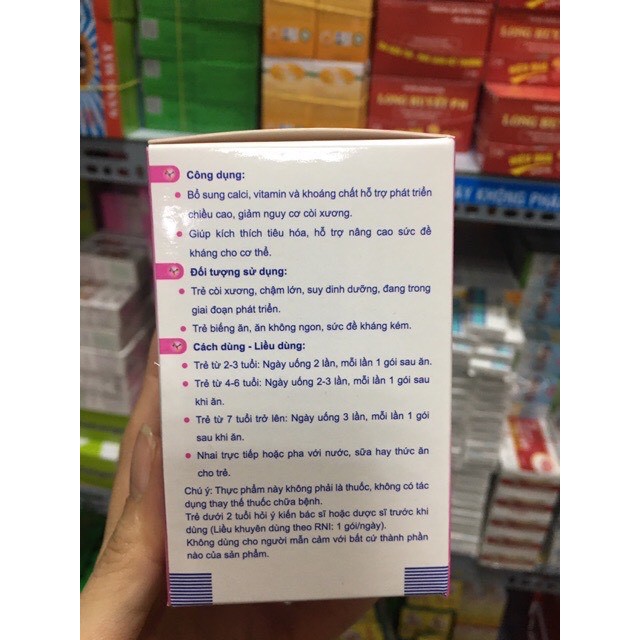 LONG HUYẾT P/H
LONG HUYẾT P/H
LONG HUYẾT
Công dụng:
Bổ sung calci, vitamin và khoáng chất hỗ trợ phát triển
chiều cao, giảm nguy cơ còi xương.
Giúp kích thích tiêu hóa, hỗ trợ nâng cao sức đề
kháng cho cơ thể.
Đối tượng sử dụng:
Trẻ còi xương, chậm lớn, suy dinh dưỡng, đang trong
giai đoạn phát triển.
Trẻ biếng ăn, ăn không ngon, sức đề kháng kém.
Cách dùng - Liều dùng:
Trẻ từ 2-3 tuổi: Ngày uống 2 lần, mỗi lần 1 gói sau ăn.
Trẻ từ 4-6 tuổi: Ngày uống 2-3 lần, mỗi lần 1 gói sau
khi ăn.
Trẻ từ 7 tuổi trở lên: Ngày uống 3 lần, mỗi lần 1 gói
sau khi ăn.
Nhai trực tiếp hoặc pha với nước, sữa hay thức ăn
cho trẻ.
Chú ý: Thực phẩm này không phải là thuốc, không có tác
dụng thay thế thuốc chữa bệnh.
Trẻ dưới 2 tuổi hỏi ý kiến bác sĩ hoặc dược sĩ trước khi
dùng (Liều khuyên dùng theo RNI: 1 gói/ngày).
Không dùng cho người mẫn cảm với bất cứ thành phần
nào của sản phẩm.
KHÔNG